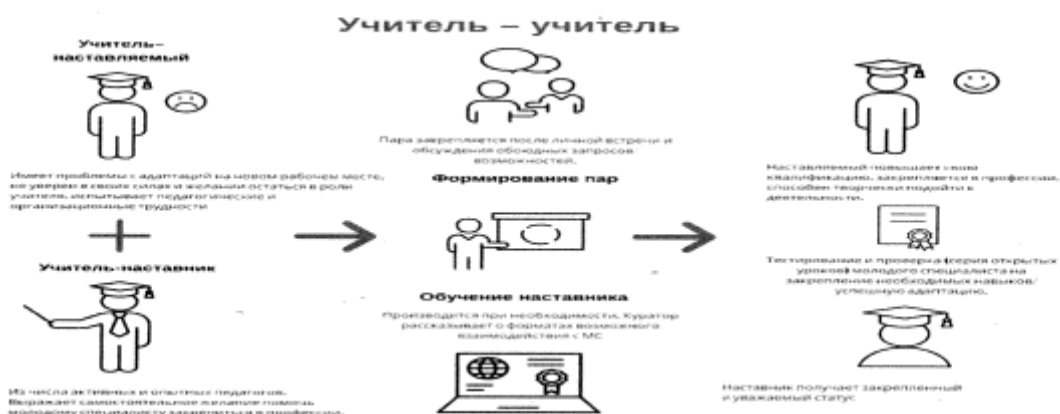 Учитель – учитель
Учитель–
наставляемый
Имеет проблемы с адаптацией на новом рабочем месте,
не уверен в своих силах и желании остаться в роли
учителя, испытывает педагогические и
организационные трудности
Учитель-наставник
Из числа активных и опытных педагогов.
Выражает самостоятельное желание помочь
молодому специалисту закрепиться в профессии.
Пара закрепляется после личной встречи и
обсуждения обоюдных запросов
возможностей.
Формирование пар
Обучение наставника
Производится при необходимости. Куратор
рассказывает о форматах возможного
взаимодействия с МС
Наставляемый повышает свою
квалификацию, закрепляется в профессии,
способен творчески подойти к
деятельности.
Тестирование и проверка (серия открытых
уроков) молодого специалиста на
закрепление необходимых навыков/
успешную адаптацию.
Наставник получает закрепленный
и уважаемый статус